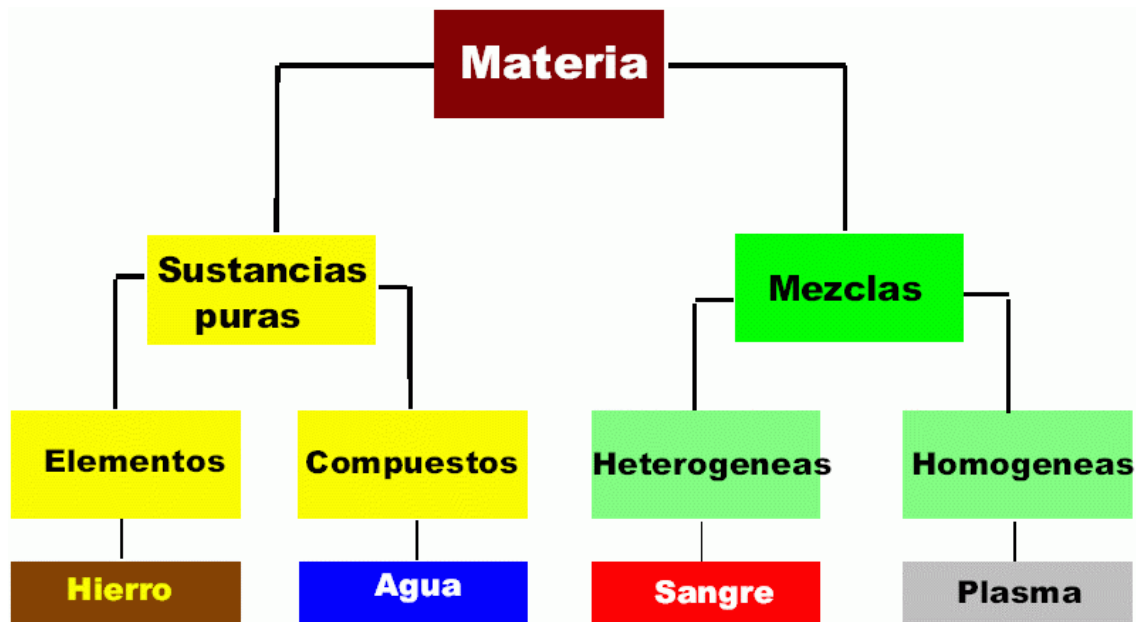 Materia
Sustancias
puras
Mezclas
Elementos
Compuestos
Heterogeneas
Homogeneas
Hierro
Agua
Sangre
Plasma